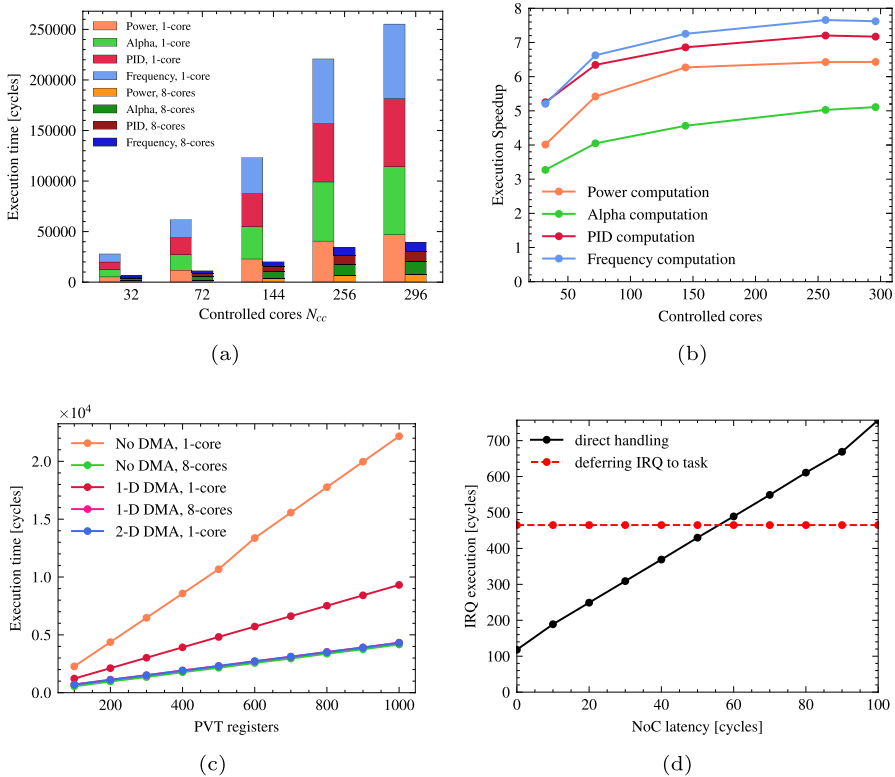 Execution time [cycles]
250000
200000
150000
100000
50000
0
Power, 1-core
Alpha, 1-core
PID, 1-core
Frequency, 1-core
Power, 8-cores
Alpha, 8-cores
PID, 8-cores
Frequency, 8-cores
32 72 144 256 296
Controlled cores Ncc
(a)
Execution Speedup
8
7
6
5
4
3
2
1
0
Power computation
Alpha computation
PID computation
Frequency computation
50 100 150 200 250 300
Controlled cores
(b)
×10⁴
Execution time [cycles]
2.0
1.5
1.0
0.5
0.0
No DMA, 1-core
No DMA, 8-cores
1-D DMA, 1-core
1-D DMA, 8-cores
2-D DMA, 1-core
200 400 600 800 1000
PVT registers
(c)
IRQ execution [cycles]
700
600
500
400
300
200
100
0
direct handling
deferring IRQ to task
0 20 40 60 80 100
NoC latency [cycles]
(d)